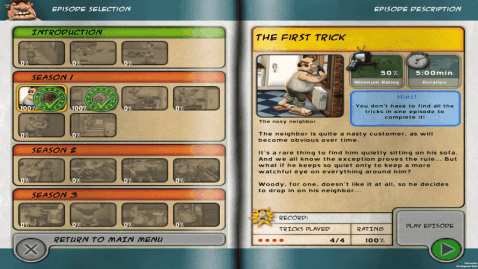 EPISODE SELECTION
EPISODE DESCRIPTION
INTRODUCTION
0%
0%
0%
SEASON 1
100%
100%
0%
0%
0%
0%
SEASON 2
0%
0%
0%
0%
SEASON 3
0%
0%
0%
0%
RETURN TO MAIN MENU
THE FIRST TRICK
The nosy neighbor
50%
Minimum Rating
5:00min
Duration
Hint:
You don't have to find all the
tricks in one episode to
complete it!
The neighbor is quite a nasty customer, as will
become obvious over time.
It's a rare thing to find him quietly sitting on his sofa.
And we all know the exception proves the rule... But
what if he keeps so quiet only to keep a more
watchful eye on everything around him?
Woody, for one, doesn't like it at all, so he decides
to drop in on his neighbor...
RECORD:
TRICKS PLAYED
RATING
4/4
100%
PLAY EPISODE